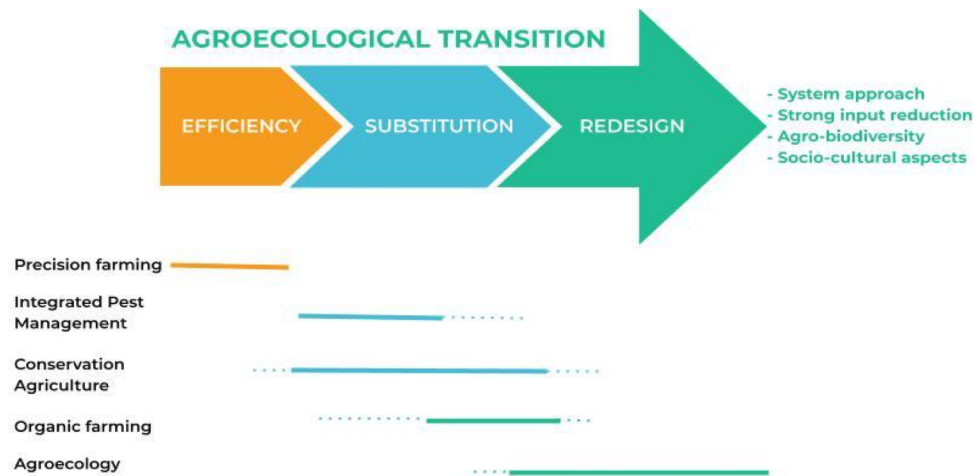 AGROECOLOGICAL TRANSITION
EFFICIENCY
SUBSTITUTION
REDESIGN
- System approach
- Strong input reduction
- Agro-biodiversity
- Socio-cultural aspects
Precision farming
Integrated Pest
Management
Conservation
Agriculture
Organic farming
Agroecology